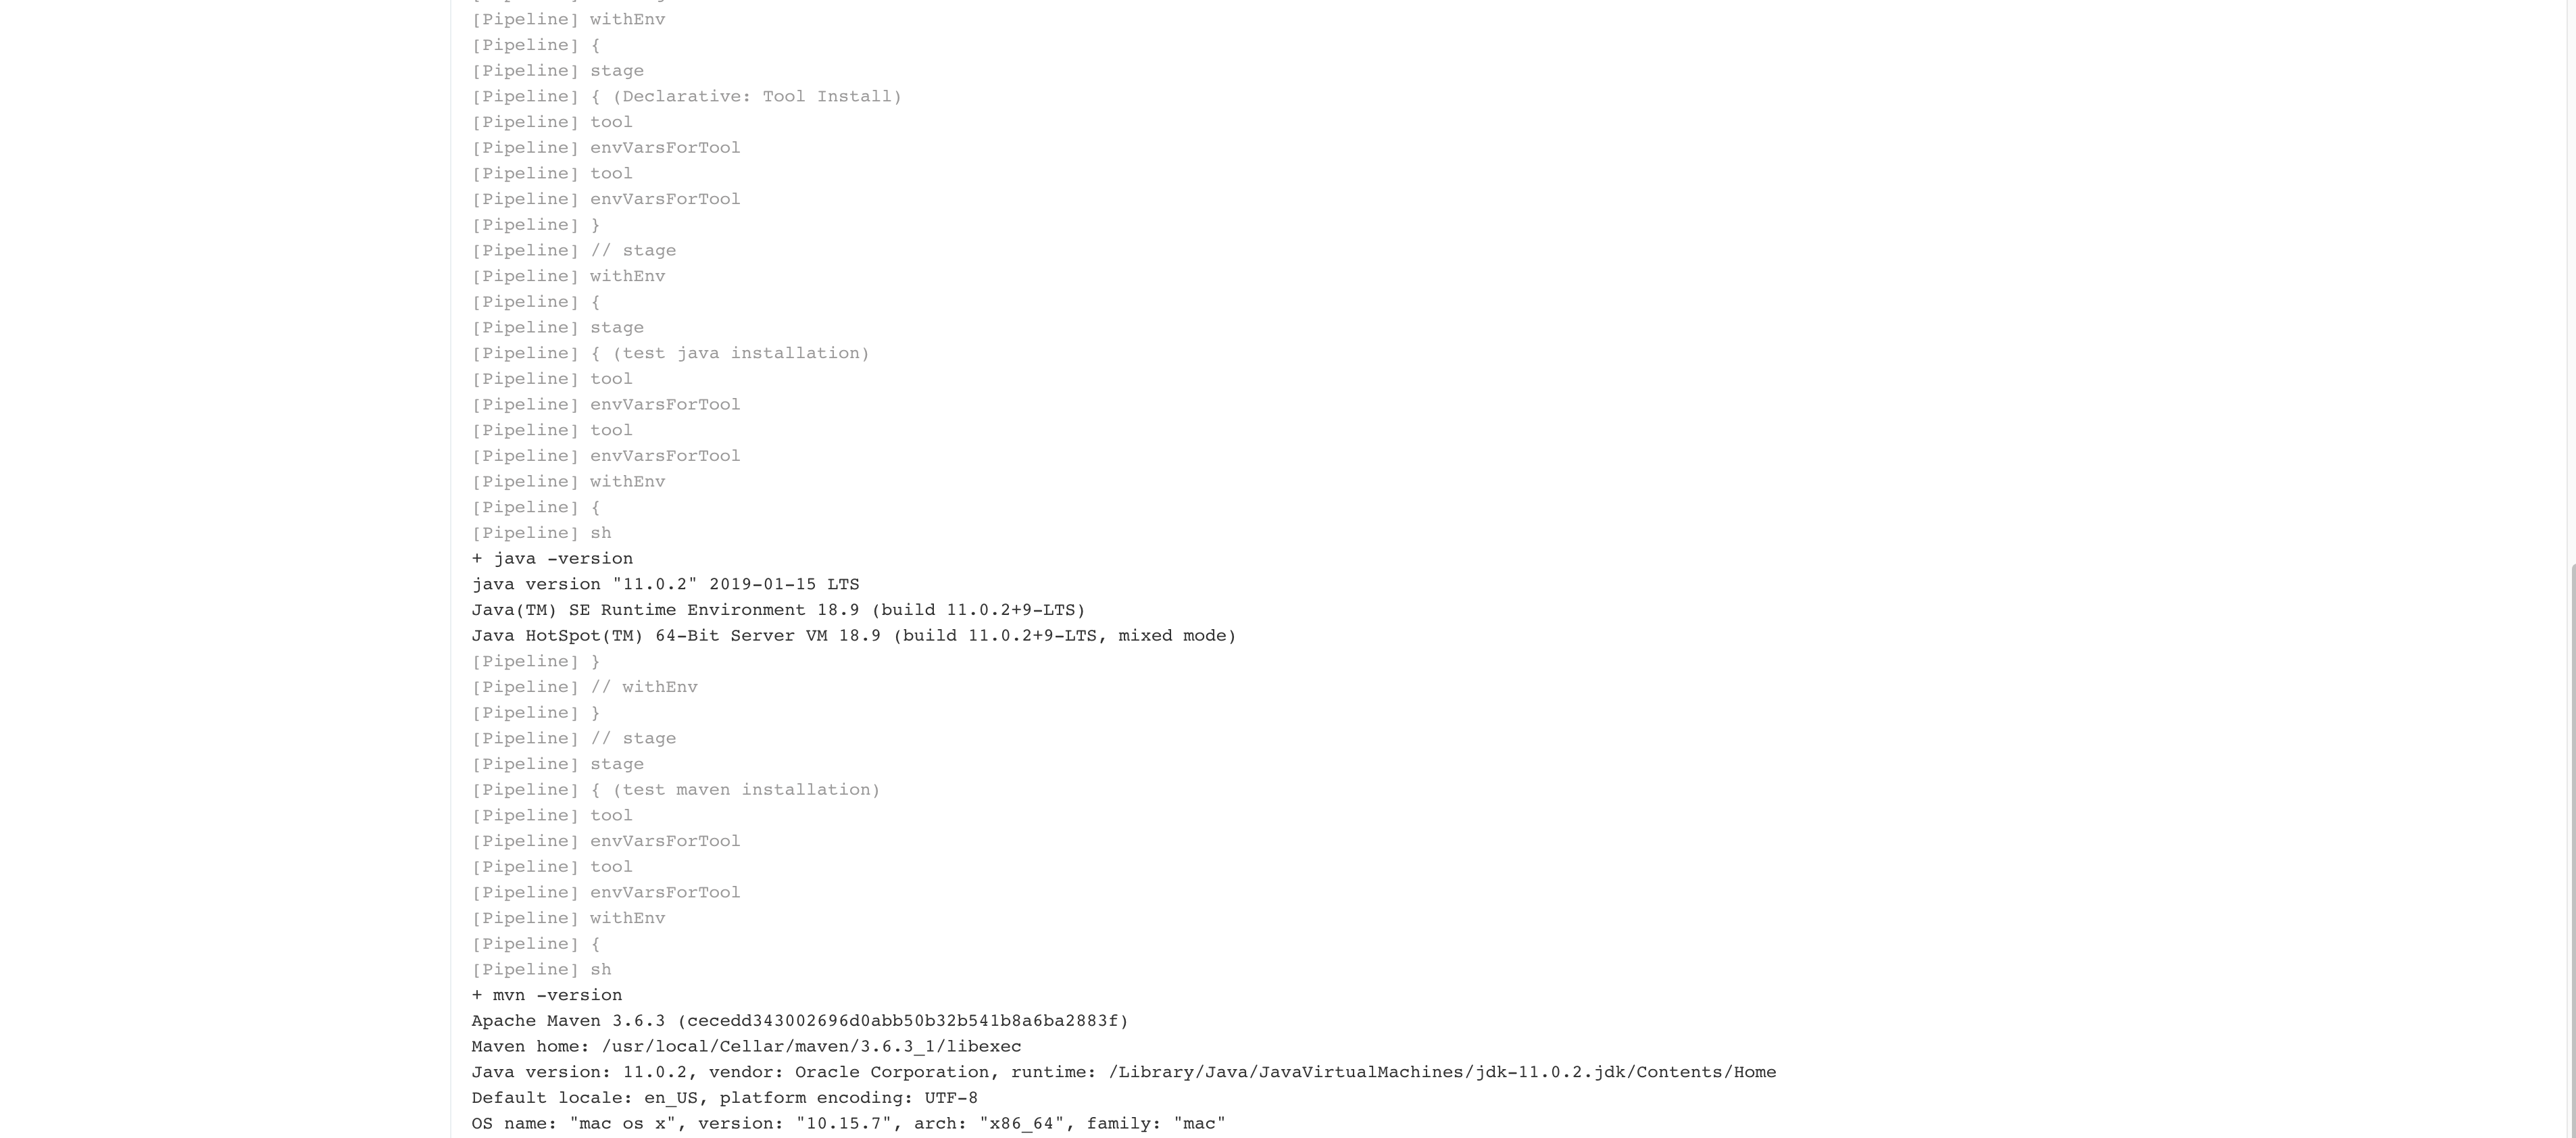 [Pipeline] withEnv
[Pipeline] {
[Pipeline] stage
[Pipeline] { (Declarative: Tool Install)
[Pipeline] tool
[Pipeline] envVarsForTool
[Pipeline] tool
[Pipeline] envVarsForTool
[Pipeline] }
[Pipeline] // stage
[Pipeline] withEnv
[Pipeline] {
[Pipeline] stage
[Pipeline] { (test java installation)
[Pipeline] tool
[Pipeline] envVarsForTool
[Pipeline] tool
[Pipeline] envVarsForTool
[Pipeline] withEnv
[Pipeline] {
[Pipeline] sh
+ java -version
java version "11.0.2" 2019-01-15 LTS
Java(TM) SE Runtime Environment 18.9 (build 11.0.2+9-LTS)
Java HotSpot(TM) 64-Bit Server VM 18.9 (build 11.0.2+9-LTS, mixed mode)
[Pipeline] }
[Pipeline] // withEnv
[Pipeline] }
[Pipeline] // stage
[Pipeline] stage
[Pipeline] { (test maven installation)
[Pipeline] tool
[Pipeline] envVarsForTool
[Pipeline] tool
[Pipeline] envVarsForTool
[Pipeline] withEnv
[Pipeline] {
[Pipeline] sh
+ mvn -version
Apache Maven 3.6.3 (cecedd343002696d0abb50b32b541b8a6ba2883f)
Maven home: /usr/local/Cellar/maven/3.6.3_1/libexec
Java version: 11.0.2, vendor: Oracle Corporation, runtime: /Library/Java/JavaVirtualMachines/jdk-11.0.2.jdk/Contents/Home
Default locale: en_US, platform encoding: UTF-8
OS name: "mac os x", version: "10.15.7", arch: "x86_64", family: "mac"